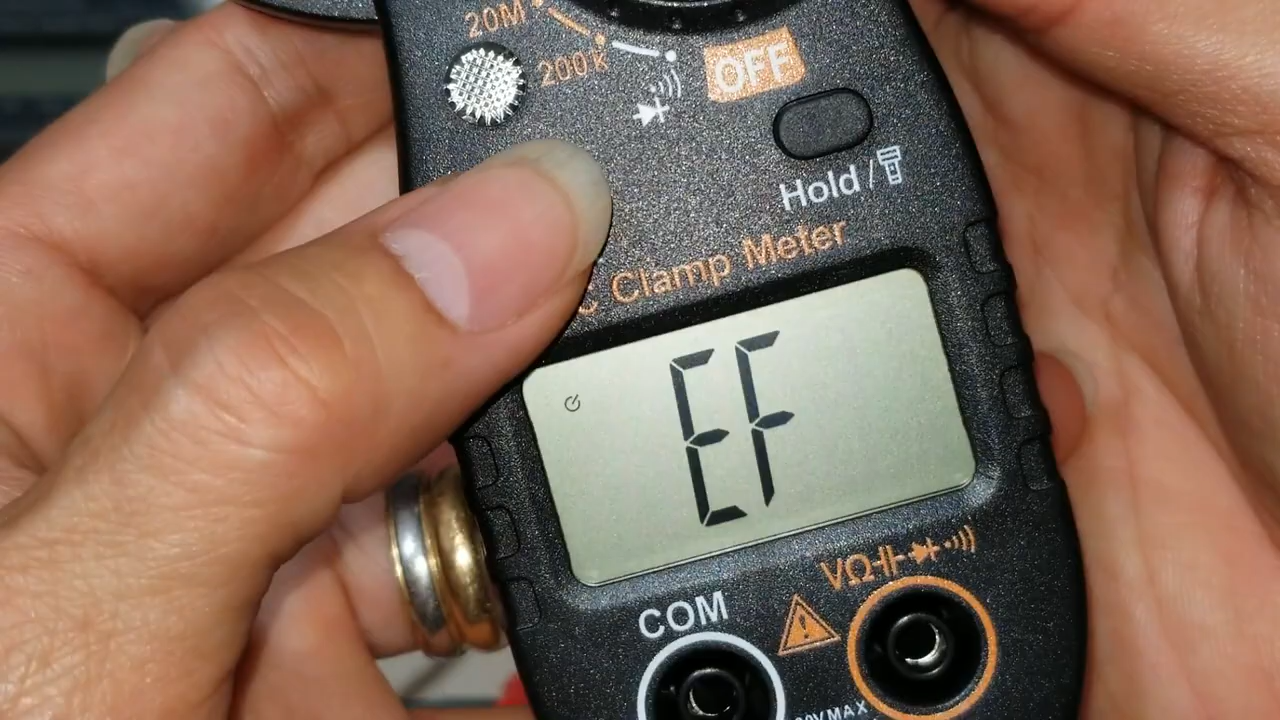 20M
200k
OFF
Hold /
Clamp Meter
EF
VΩ
COM